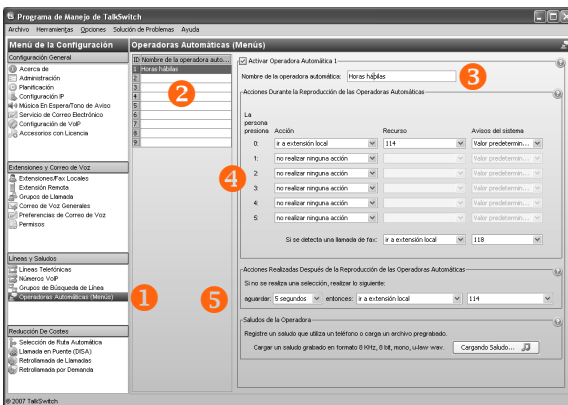 Programa de Manejo de TalkSwitch
Archivo Herramientas Opciones Solución de Problemas Ayuda
Menú de la Configuración
Configuración General
Acerca de
Administración
Planificación
Configuración IP
Música En Espera/Tono de Aviso
Servicio de Correo Electrónico
Configuración de VoIP
Accesorios con Licencia
Extensiones y Correo de Voz
Extensiones/Fax Locales
Extensión Remota
Grupos de Llamada
Correo de Voz Generales
Preferencias de Correo de Voz
Permisos
Líneas y Saludos
Líneas Telefónicas
Números VoIP
Grupos de Búsqueda de Línea
Operadoras Automáticas (Menús)
1
Reducción De Costes
Selección de Ruta Automática
Llamada en Puente (DISA)
Retrollamada de Llamadas
Retrollamada por Demanda
Operadoras Automáticas (Menús)
ID Nombre de la operadora auto...
1 Horas hábilas
2
3
4
5
6
7
8
9
2
Activar Operadora Automática 1
Nombre de la operadora automática: Horas hábilas
3
Acciones Durante la Reproducción de las Operadoras Automáticas
La persona presiona Acción Recurso Avisos del sistema
0: ir a extensión local 114 Valor predetermin...
1: no realizar ninguna acción Valor predetermin...
2: no realizar ninguna acción Valor predetermin...
4
3: no realizar ninguna acción Valor predetermin...
4: no realizar ninguna acción Valor predetermin...
5: no realizar ninguna acción Valor predetermin...
Si se detecta una llamada de fax: ir a extensión local 118
Acciones Realizadas Después de la Reproducción de las Operadoras Automáticas
Si no se realiza una selección, realizar lo siguiente:
5
aguardar: 5 segundos entonces: ir a extensión local 114
Saludos de la Operadora
Registre un saludo que utiliza un teléfono o carga un archivo pregrabado.
Cargar un saludo grabado en formato 8 KHz, 8 bit, mono, u-law wav. Cargando Saludo...
© 2007 TalkSwitch